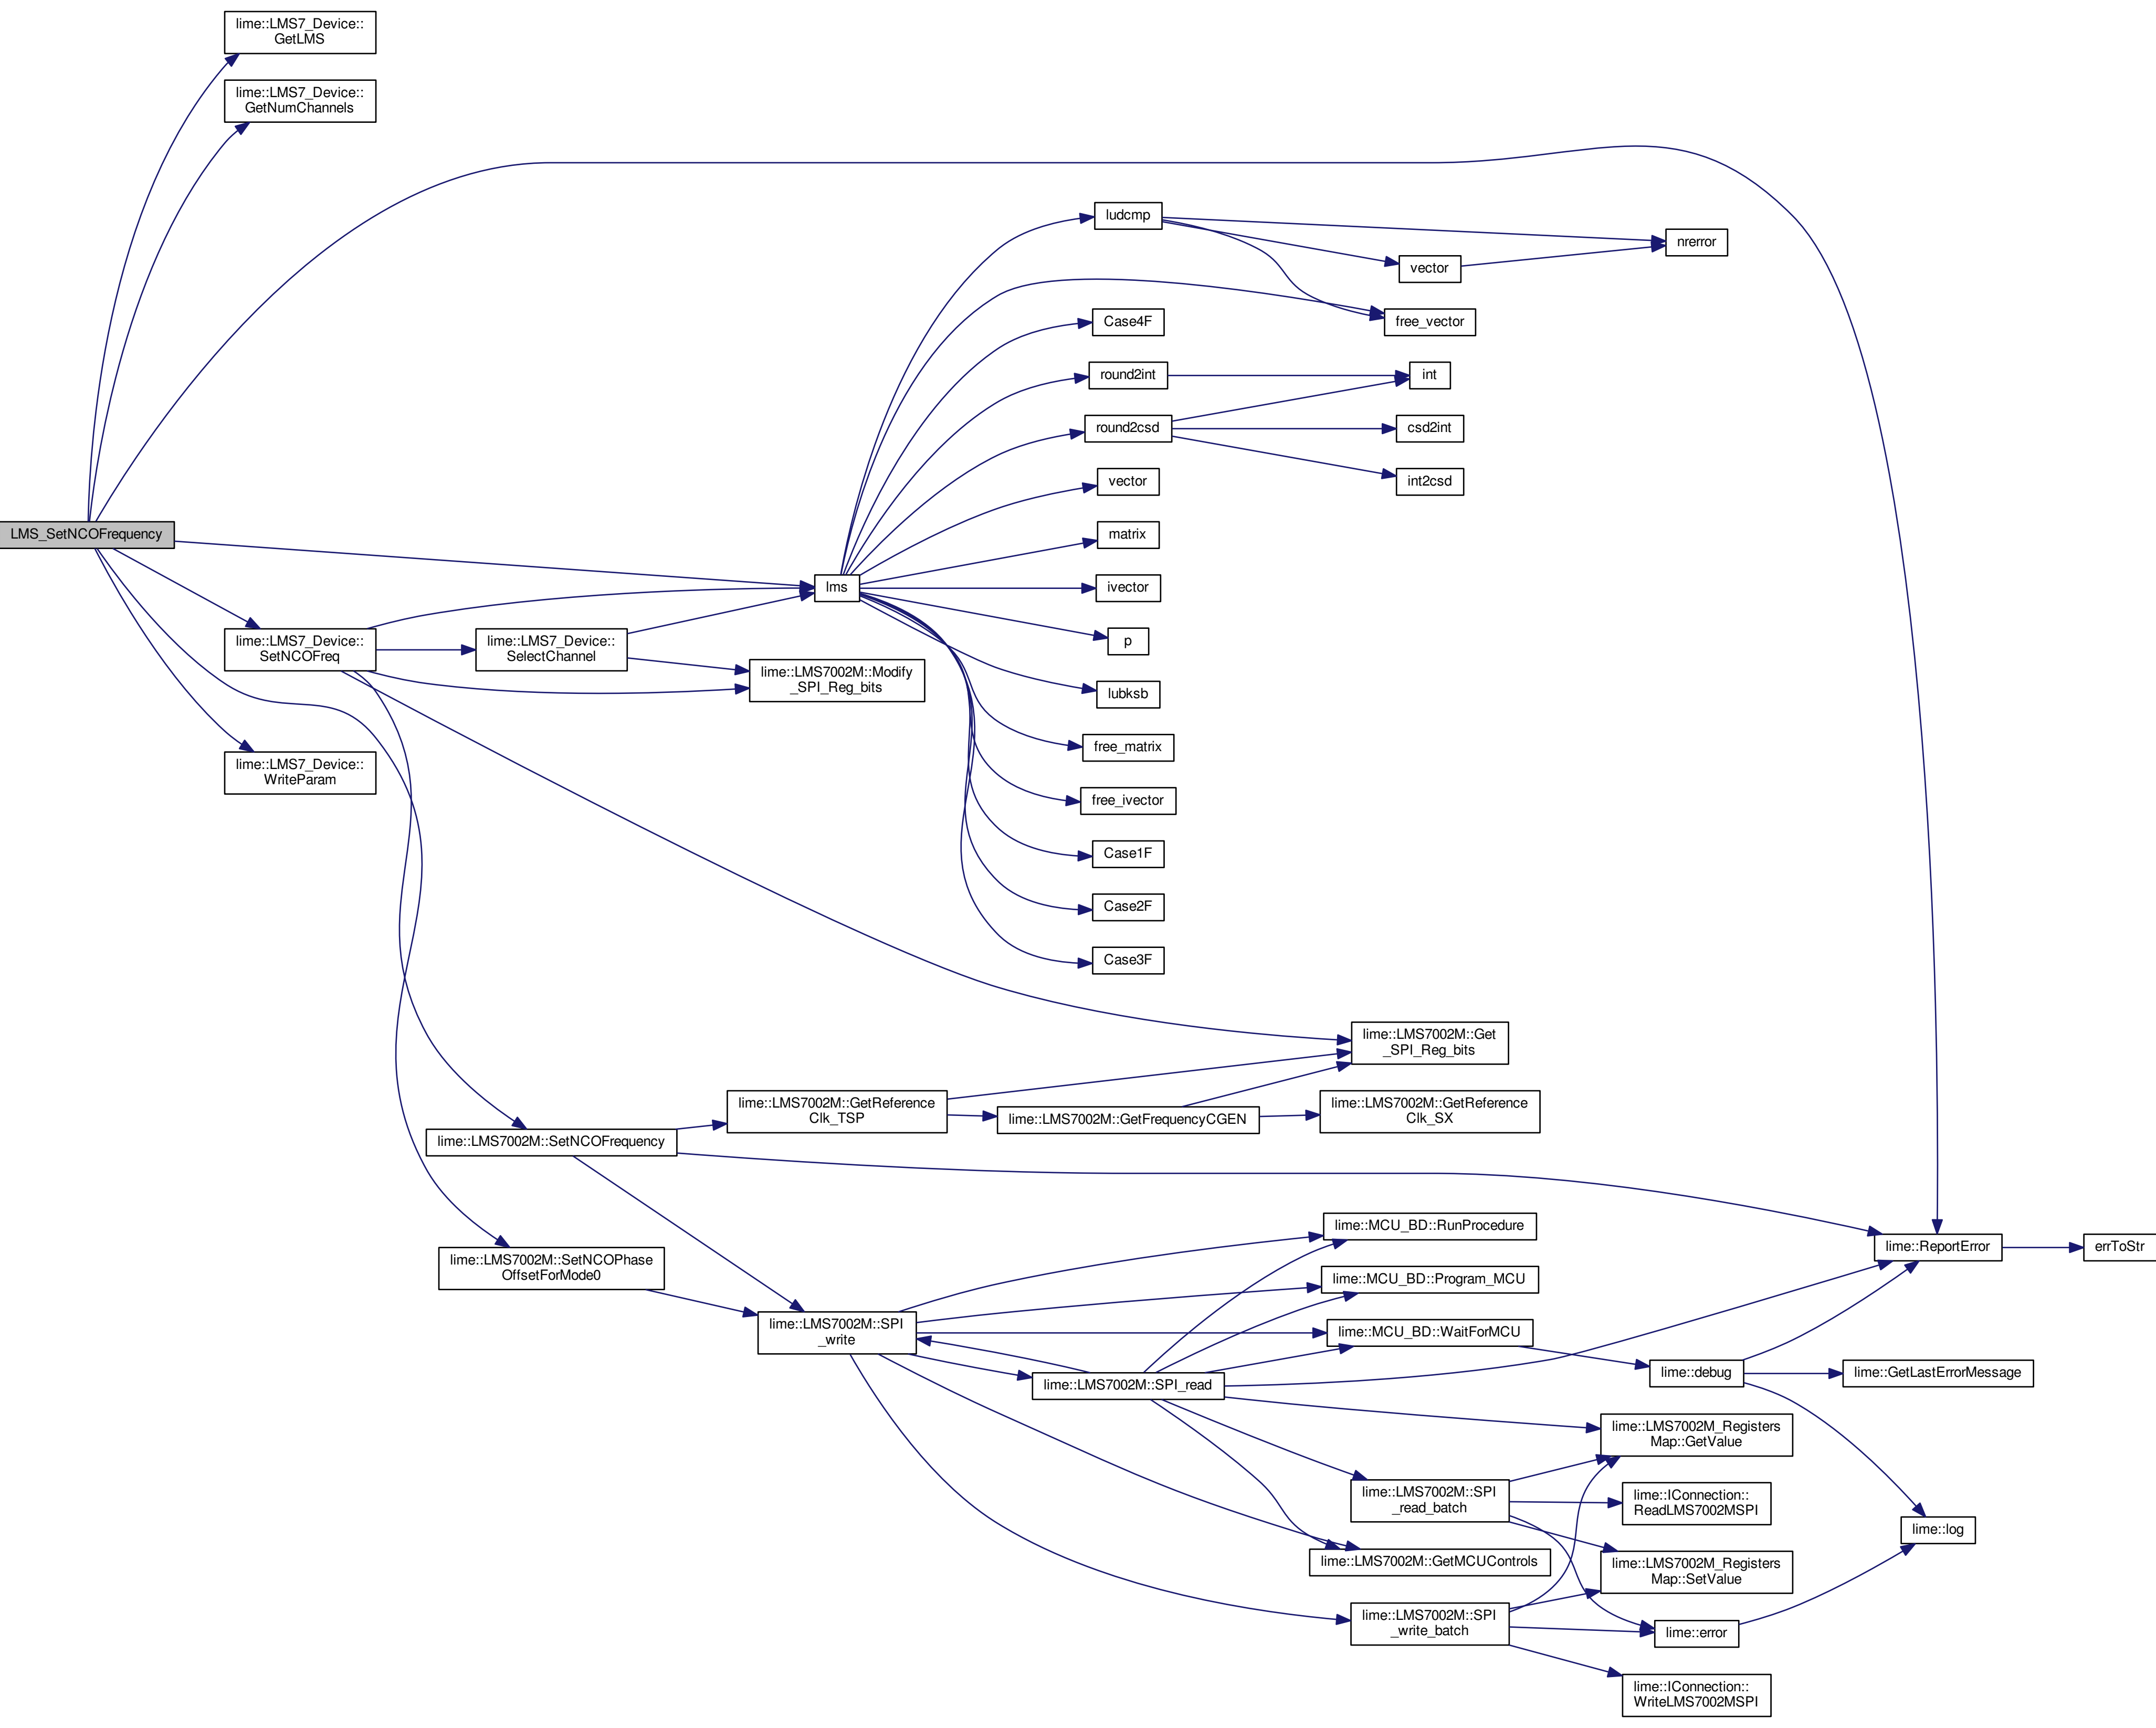 lime::LMS7_Device::
GetLMS
lime::LMS7_Device::
GetNumChannels
ludcmp
nrerror
vector
Case4F
free_vector
round2int
int
round2csd
csd2int
vector
int2csd
LMS_SetNCOFrequency
matrix
lms
ivector
lime::LMS7_Device::
SetNCOFreq
lime::LMS7_Device::
SelectChannel
p
lime::LMS7002M::Modify
_SPI_Reg_bits
lubksb
free_matrix
lime::LMS7_Device::
WriteParam
free_ivector
Case1F
Case2F
Case3F
lime::LMS7002M::Get
_SPI_Reg_bits
lime::LMS7002M::GetReference
Clk_TSP
lime::LMS7002M::GetFrequencyCGEN
lime::LMS7002M::GetReference
Clk_SX
lime::LMS7002M::SetNCOFrequency
lime::MCU_BD::RunProcedure
lime::ReportError
errToStr
lime::LMS7002M::SetNCOPhase
OffsetForMode0
lime::MCU_BD::Program_MCU
lime::LMS7002M::SPI
_write
lime::MCU_BD::WaitForMCU
lime::LMS7002M::SPI_read
lime::debug
lime::GetLastErrorMessage
lime::LMS7002M_Registers
Map::GetValue
lime::LMS7002M::SPI
_read_batch
lime::IConnection::
ReadLMS7002MSPI
lime::log
lime::LMS7002M::GetMCUControls
lime::LMS7002M_Registers
Map::SetValue
lime::LMS7002M::SPI
_write_batch
lime::error
lime::IConnection::
WriteLMS7002MSPI